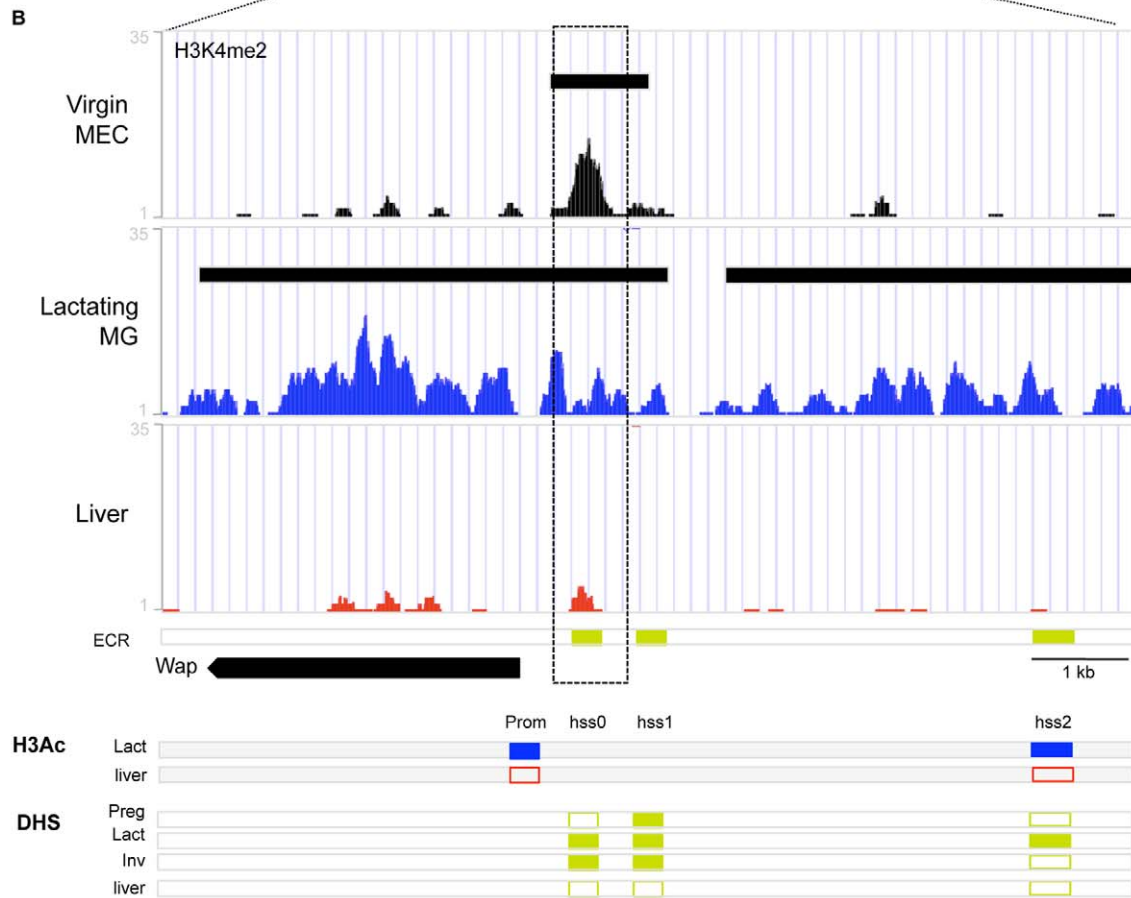 B
35
H3K4me2
Virgin
MEC
1
35
Lactating
MG
1
35
Liver
1
ECR
Wap
1 kb
Prom hss0 hss1 hss2
H3Ac
Lact
liver
DHS
Preg
Lact
Inv
liver